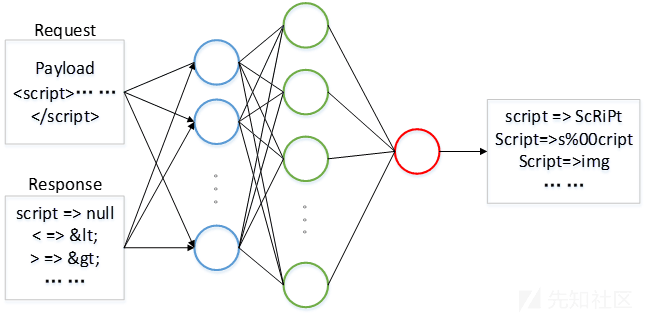 Request
Payload
<script>… …
</script>
Response
script => null
< => &lt;
> => &gt;
… …
script => ScRiPt
Script=>s%00cript
Script=>img
… …
先知社区